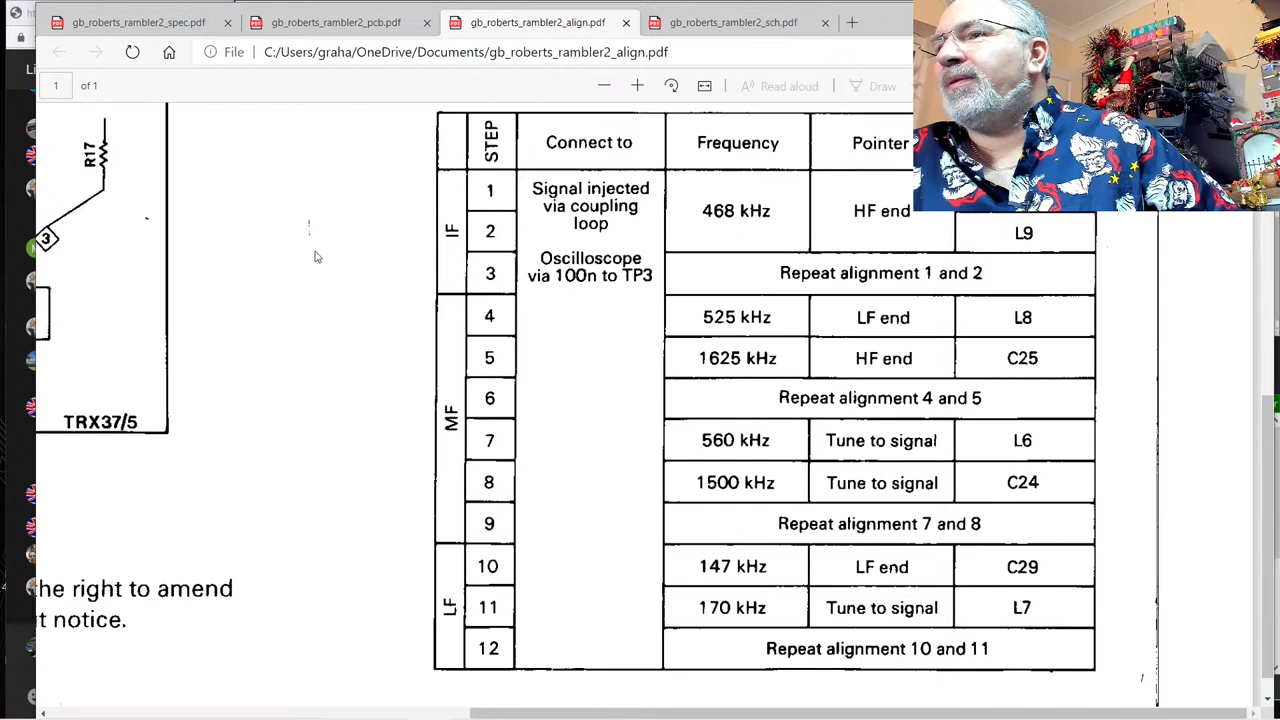 gb_roberts_rambler2_spec.pdf
gb_roberts_rambler2_pcb.pdf
gb_roberts_rambler2_align.pdf
gb_roberts_rambler2_sch.pdf
File C:/Users/graha/OneDrive/Documents/gb_roberts_rambler2_align.pdf
1 of 1
Read aloud
Draw
R17
3
TRX37/5
the right to amend
t notice.
STEP Connect to Frequency Pointer
IF
1 Signal injected
via coupling
loop
468 kHz HF end
2 L9
3 Oscilloscope
via 100n to TP3
Repeat alignment 1 and 2
MF
4 525 kHz LF end L8
5 1625 kHz HF end C25
6 Repeat alignment 4 and 5
7 560 kHz Tune to signal L6
8 1500 kHz Tune to signal C24
9 Repeat alignment 7 and 8
LF
10 147 kHz LF end C29
11 170 kHz Tune to signal L7
12 Repeat alignment 10 and 11